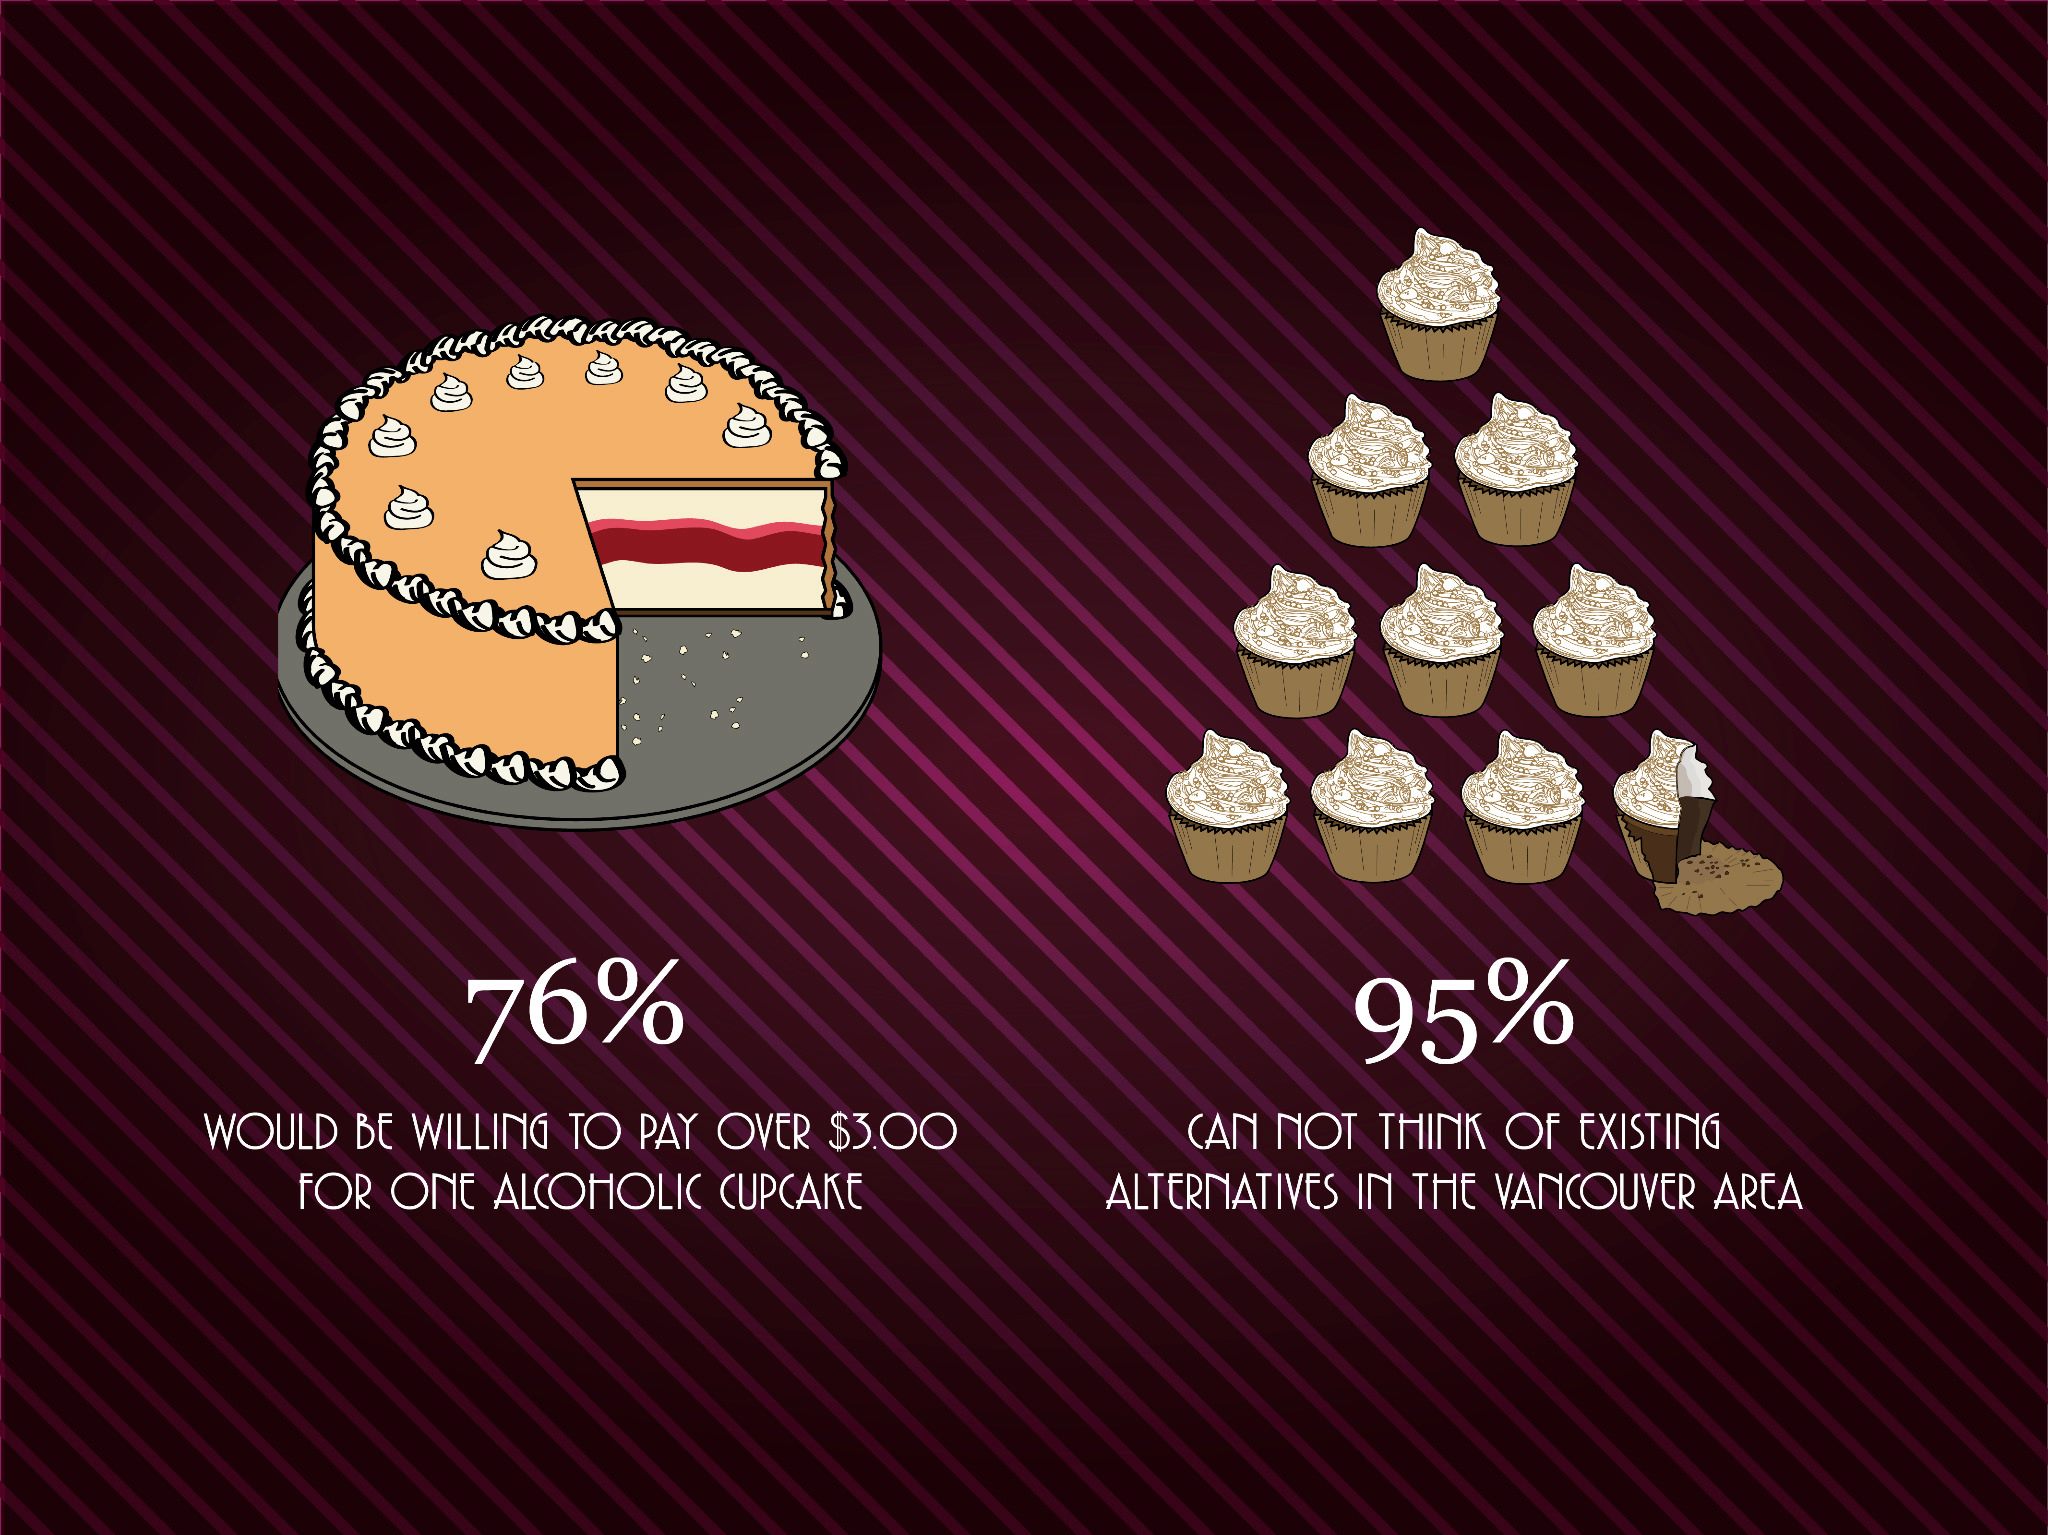 76%
WOULD BE WILLING TO PAY OVER $3.00
FOR ONE ALCOHOLIC CUPCAKE
95%
CAN NOT THINK OF EXISTING
ALTERNATIVES IN THE VANCOUVER AREA